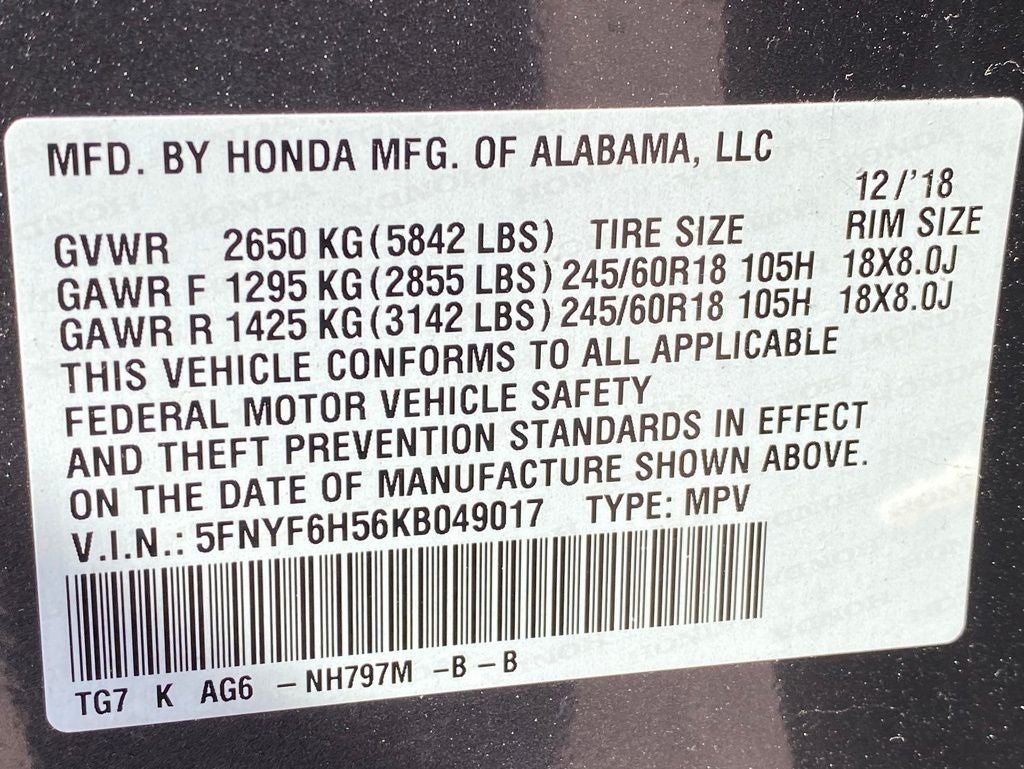 MFD. BY HONDA MFG. OF ALABAMA, LLC
12/'18
GVWR 2650 KG(5842 LBS) TIRE SIZE RIM SIZE
GAWR F 1295 KG(2855 LBS) 245/60R18 105H 18X8.0J
GAWR R 1425 KG(3142 LBS) 245/60R18 105H 18X8.0J
THIS VEHICLE CONFORMS TO ALL APPLICABLE
FEDERAL MOTOR VEHICLE SAFETY
AND THEFT PREVENTION STANDARDS IN EFFECT
ON THE DATE OF MANUFACTURE SHOWN ABOVE.
V.I.N.: 5FNYF6H56KB049017 TYPE: MPV
TG7 K AG6 -NH797M -B -B